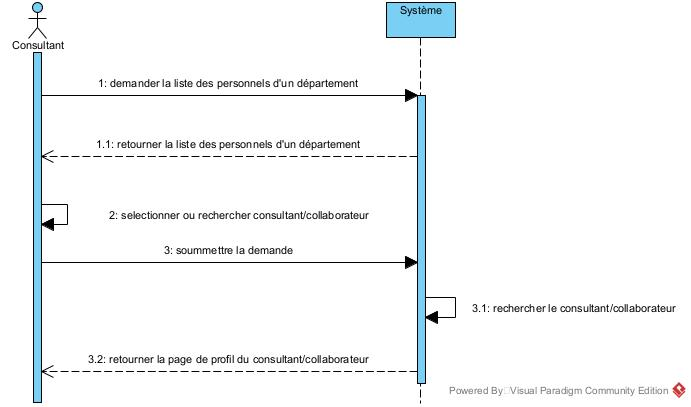 Système
Consultant
1: demander la liste des personnels d'un département
1.1: retourner la liste des personnels d'un département
2: selectionner ou rechercher consultant/collaborateur
3: soummettre la demande
3.1: rechercher le consultant/collaborateur
3.2: retourner la page de profil du consultant/collaborateur
Powered By Visual Paradigm Community Edition